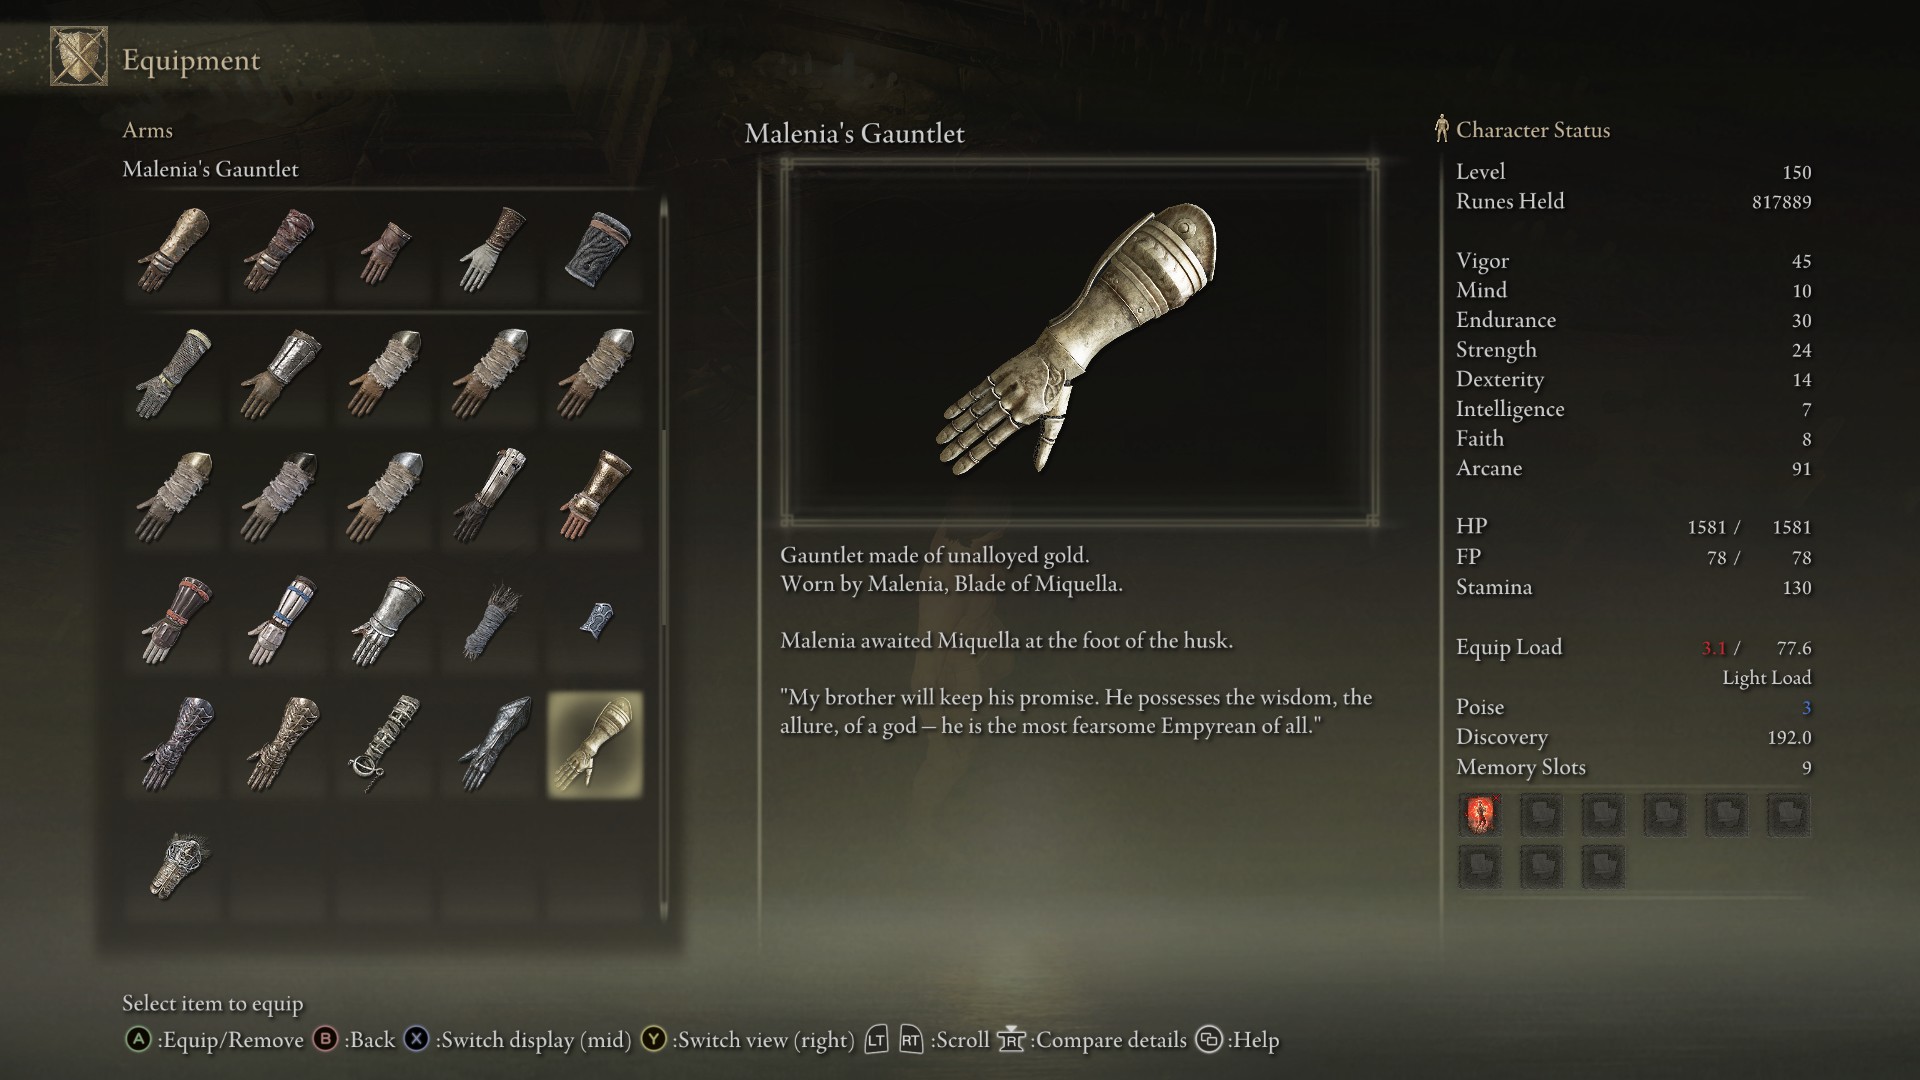 Equipment
Arms
Malenia's Gauntlet
Malenia's Gauntlet
Gauntlet made of unalloyed gold.
Worn by Malenia, Blade of Miquella.
Malenia awaited Miquella at the foot of the husk.
"My brother will keep his promise. He possesses the wisdom, the
allure, of a god – he is the most fearsome Empyrean of all."
Character Status
Level 150
Runes Held 817889
Vigor 45
Mind 10
Endurance 30
Strength 24
Dexterity 14
Intelligence 7
Faith 8
Arcane 91
HP 1581 / 1581
FP 78 / 78
Stamina 130
Equip Load 3.1 / 77.6
Light Load
Poise 3
Discovery 192.0
Memory Slots 9
Select item to equip
A :Equip/Remove B :Back X :Switch display (mid) Y :Switch view (right) LT RT :Scroll R :Compare details :Help